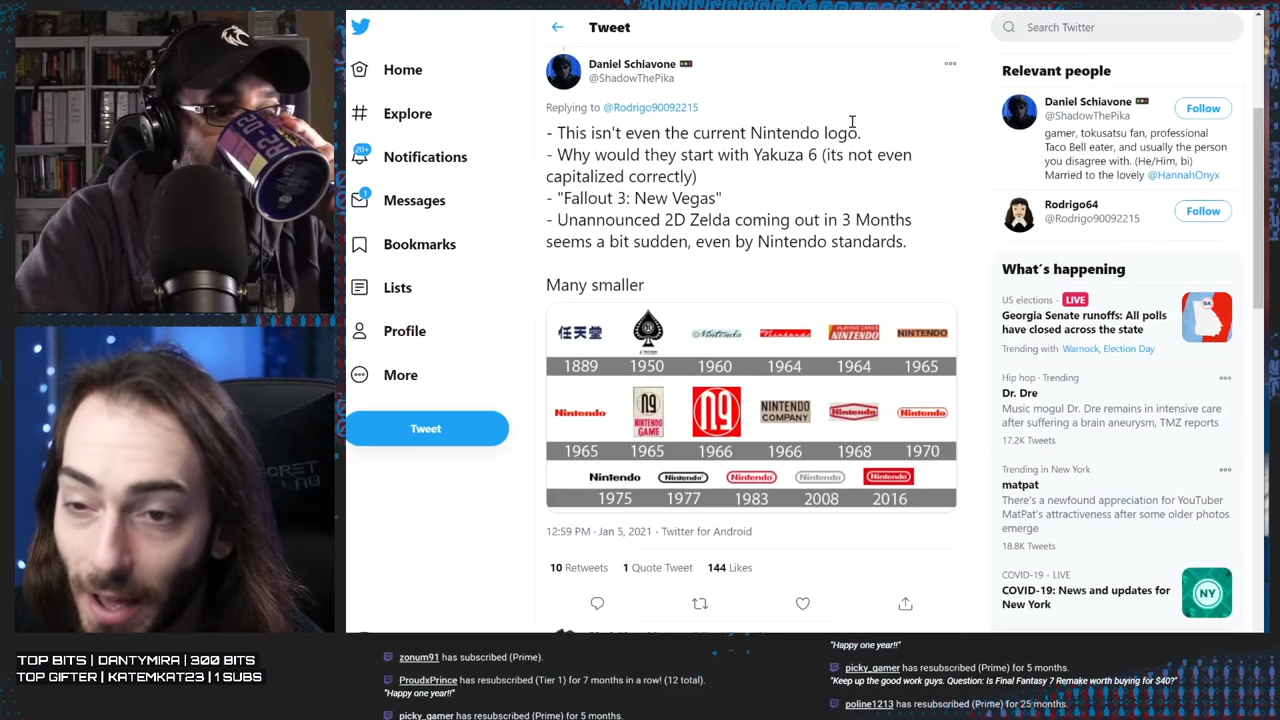 Tweet
Search Twitter
Home
Explore
20+
Notifications
1
Messages
Bookmarks
Lists
Profile
More
Tweet
Daniel Schiavone
@ShadowThePika
Replying to @Rodrigo90092215
- This isn't even the current Nintendo logo.
- Why would they start with Yakuza 6 (its not even
capitalized correctly)
- "Fallout 3: New Vegas"
- Unannounced 2D Zelda coming out in 3 Months
seems a bit sudden, even by Nintendo standards.
Many smaller
任天堂 Nintendo Nintendo PLAYING CARDS NINTENDO NINTENDO
1889 1950 1960 1964 1964 1965
Nintendo NINTENDO GAME NINTENDO COMPANY Nintendo Nintendo
1965 1965 1966 1966 1968 1970
Nintendo Nintendo Nintendo Nintendo Nintendo
1975 1977 1983 2008 2016
12:59 PM · Jan 5, 2021 · Twitter for Android
10 Retweets 1 Quote Tweet 144 Likes
Relevant people
Daniel Schiavone
@ShadowThePika
Follow
gamer, tokusatsu fan, professional
Taco Bell eater, and usually the person
you disagree with. (He/Him, bi)
Married to the lovely @HannahOnyx
Rodrigo64
@Rodrigo90092215
Follow
What's happening
US elections · LIVE
Georgia Senate runoffs: All polls
have closed across the state
GA
Trending with Warnock, Election Day
Hip hop · Trending
Dr. Dre
Music mogul Dr. Dre remains in intensive care
after suffering a brain aneurysm, TMZ reports
17.2K Tweets
Trending in New York
matpat
There's a newfound appreciation for YouTuber
MatPat's attractiveness after some older photos
emerge
18.8K Tweets
COVID-19 · LIVE
COVID-19: News and updates for
New York
NY
SECRET
LAB
TOP BITS | DANTYMIRA | 300 BITS
TOP GIFTER | KATEMKAT23 | 1 SUBS
zonum91 has subscribed (Prime).
ProudxPrince has resubscribed (Tier 1) for 7 months in a row! (12 total).
"Happy one year!!"
picky_gamer has resubscribed (Prime) for 5 months.
"Happy one year!!"
picky_gamer has resubscribed (Prime) for 5 months.
"Keep up the good work guys. Question: Is Final Fantasy 7 Remake worth buying for $40?"
poline1213 has resubscribed (Prime) for 25 months.